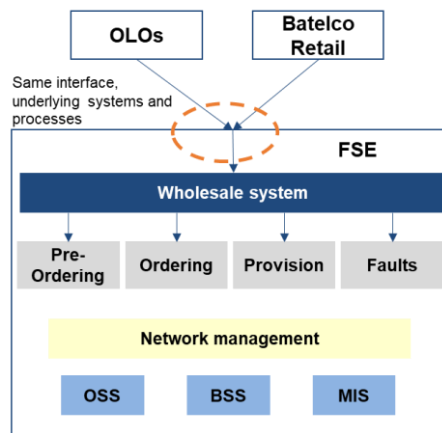 OLOs
Batelco
Retail
Same interface,
underlying systems and
processes
FSE
Wholesale system
Pre-
Ordering
Ordering
Provision
Faults
Network management
OSS
BSS
MIS